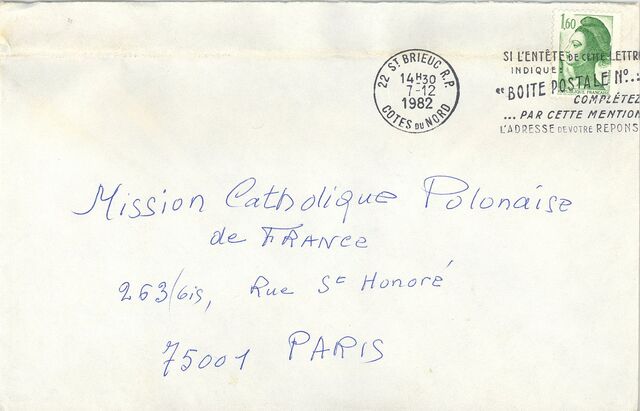 1,60
22 ST BRIEUC R.P.
14H30
7-12
1982
COTES DU NORD
SI L'ENTÊTE DE CETTE LETTRE
INDIQUE:
"BOITE POSTALE No..:
COMPLÉTEZ
... PAR CETTE MENTION
L'ADRESSE DE VOTRE REPONS
Mission Catholique Polonaise
de FRANCE
263/bis, Rue St Honoré
75001 PARIS